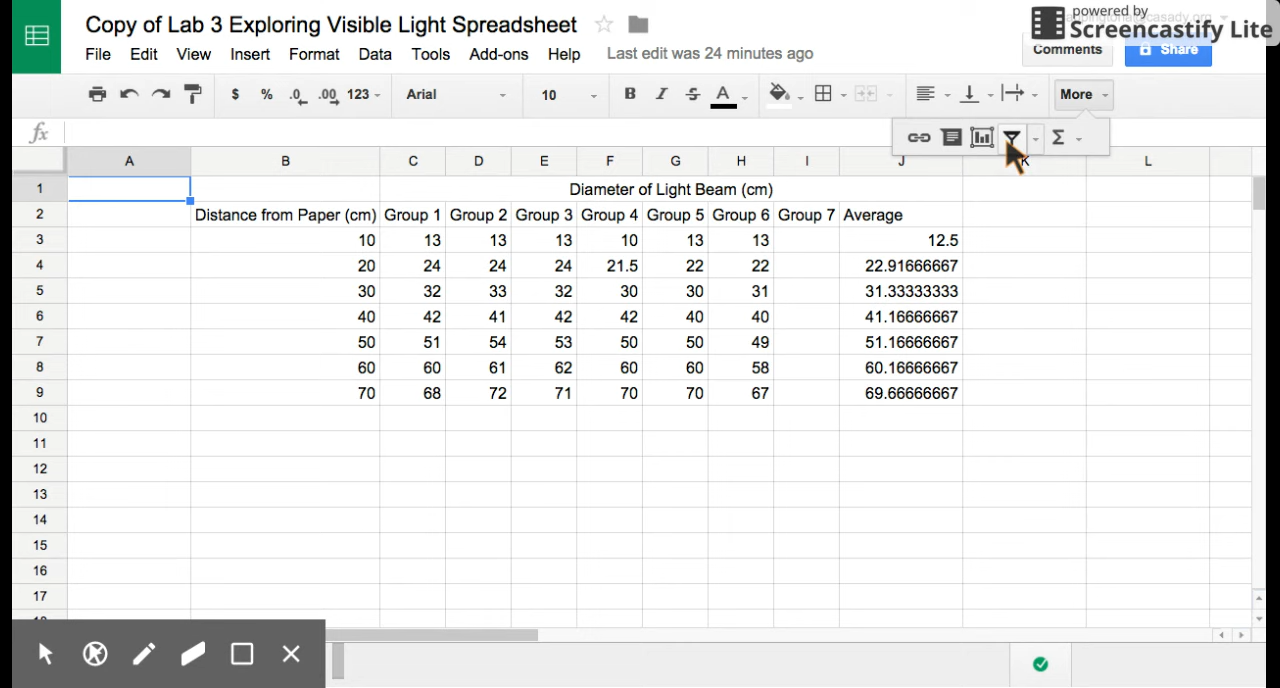 Copy of Lab 3 Exploring Visible Light Spreadsheet
powered by
Screencastify Lite
File Edit View Insert Format Data Tools Add-ons Help Last edit was 24 minutes ago
Comments Share
$ % .0 .00 123 Arial 10 B I S A More
Σ
fx
A B C D E F G H I J K L
1 Diameter of Light Beam (cm)
2 Distance from Paper (cm) Group 1 Group 2 Group 3 Group 4 Group 5 Group 6 Group 7 Average
3 10 13 13 13 10 13 13 12.5
4 20 24 24 24 21.5 22 22 22.91666667
5 30 32 33 32 30 30 31 31.33333333
6 40 42 41 42 42 40 40 41.16666667
7 50 51 54 53 50 50 49 51.16666667
8 60 60 61 62 60 60 58 60.16666667
9 70 68 72 71 70 70 67 69.66666667
10
11
12
13
14
15
16
17